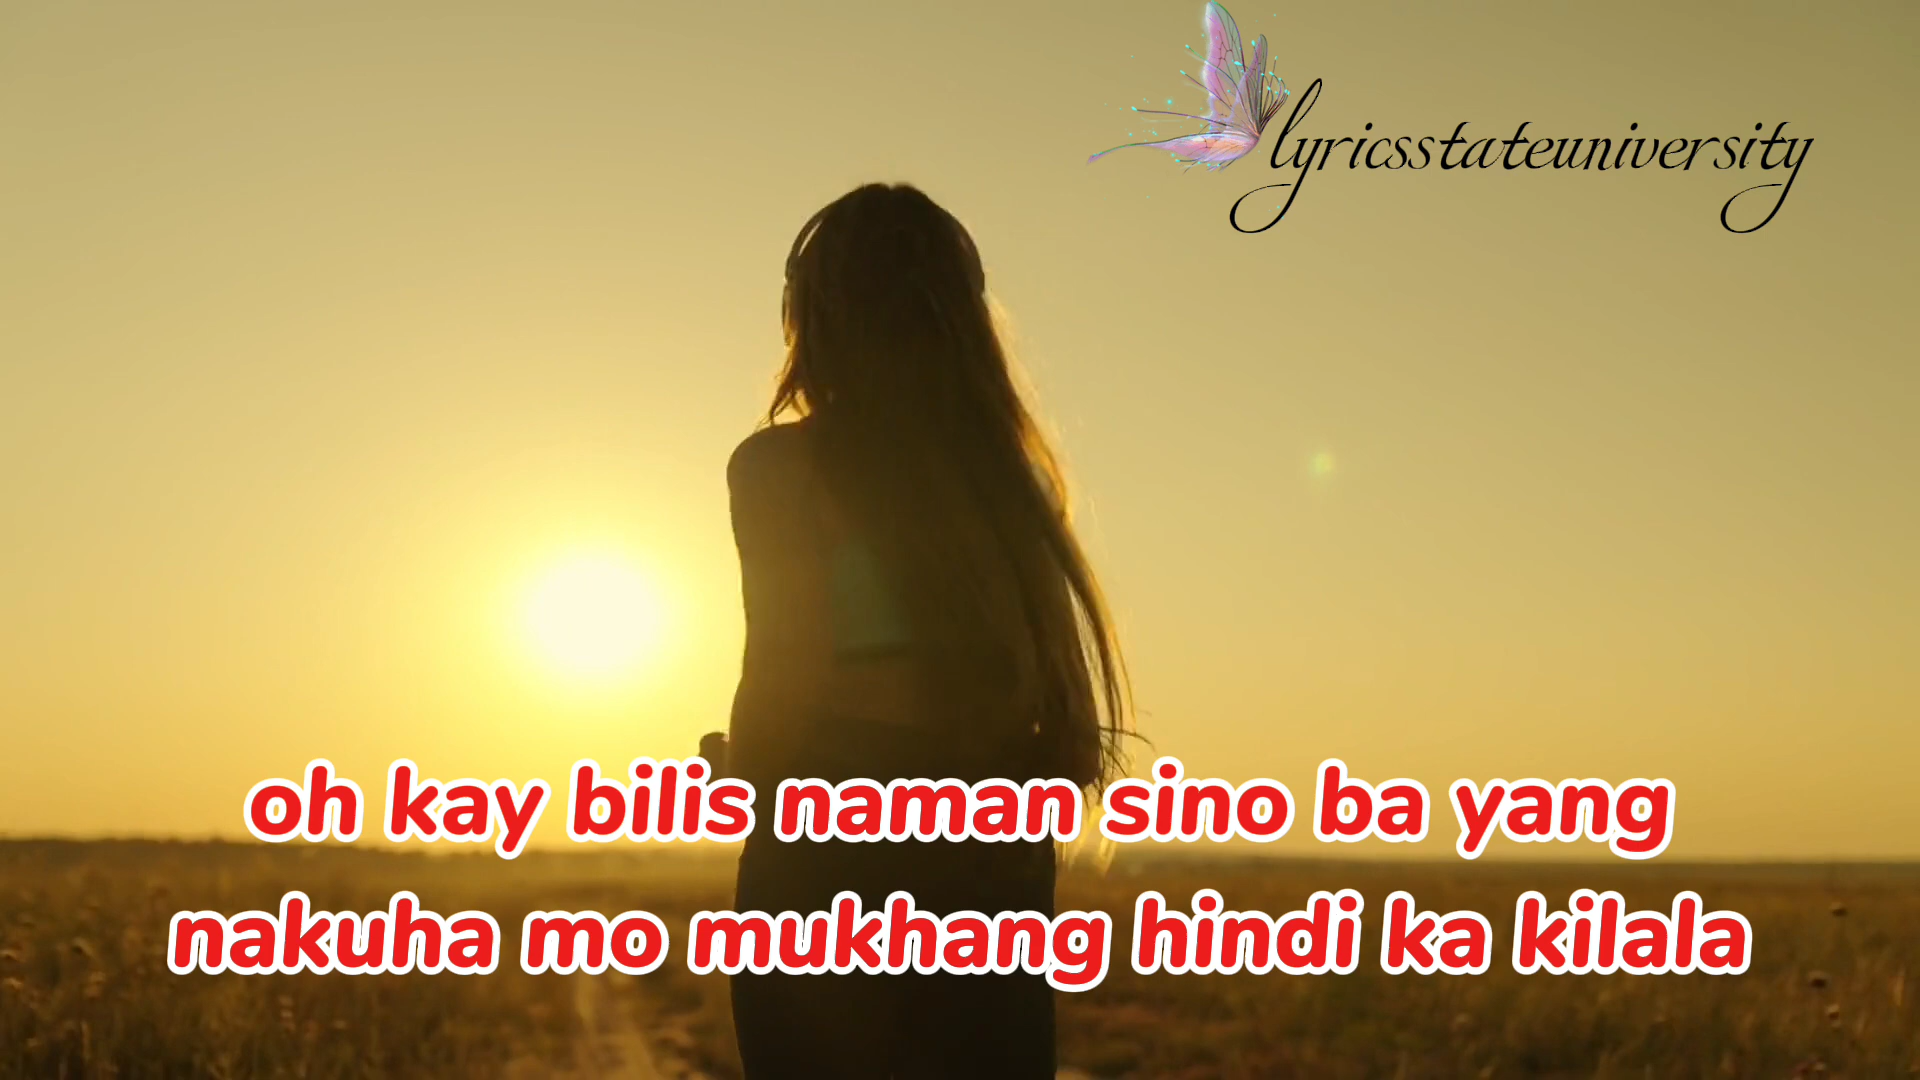 lyricsstateuniversity
oh kay bilis naman sino ba yang
nakuha mo mukhang hindi ka kilala